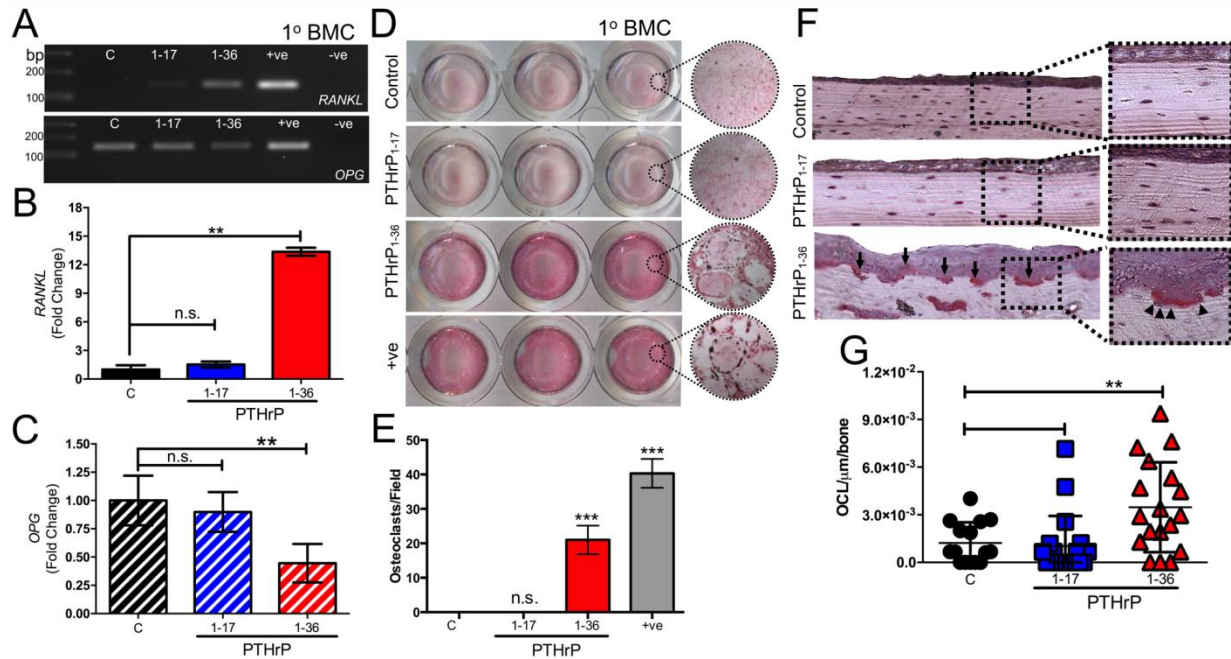 A
1º BMC
bp
C 1-17 1-36 +ve -ve
200
100
RANKL
C 1-17 1-36 +ve -ve
200
100
OPG
B
RANKL
(Fold Change)
18
15
12
9
6
3
0
**
n.s.
C 1-17 1-36
PTHrP
C
OPG
(Fold Change)
1.50
1.25
1.00
0.75
0.50
0.25
0.00
**
n.s.
C 1-17 1-36
PTHrP
D
1º BMC
Control
PTHrP1-17
PTHrP1-36
+ve
E
Osteoclasts/Field
50
40
30
20
10
0
n.s.
***
***
C 1-17 1-36 +ve
PTHrP
F
Control
PTHrP1-17
PTHrP1-36
G
OCL/µm/bone
1.2×10-2
9.0×10-3
6.0×10-3
3.0×10-3
0.0
**
C 1-17 1-36
PTHrP